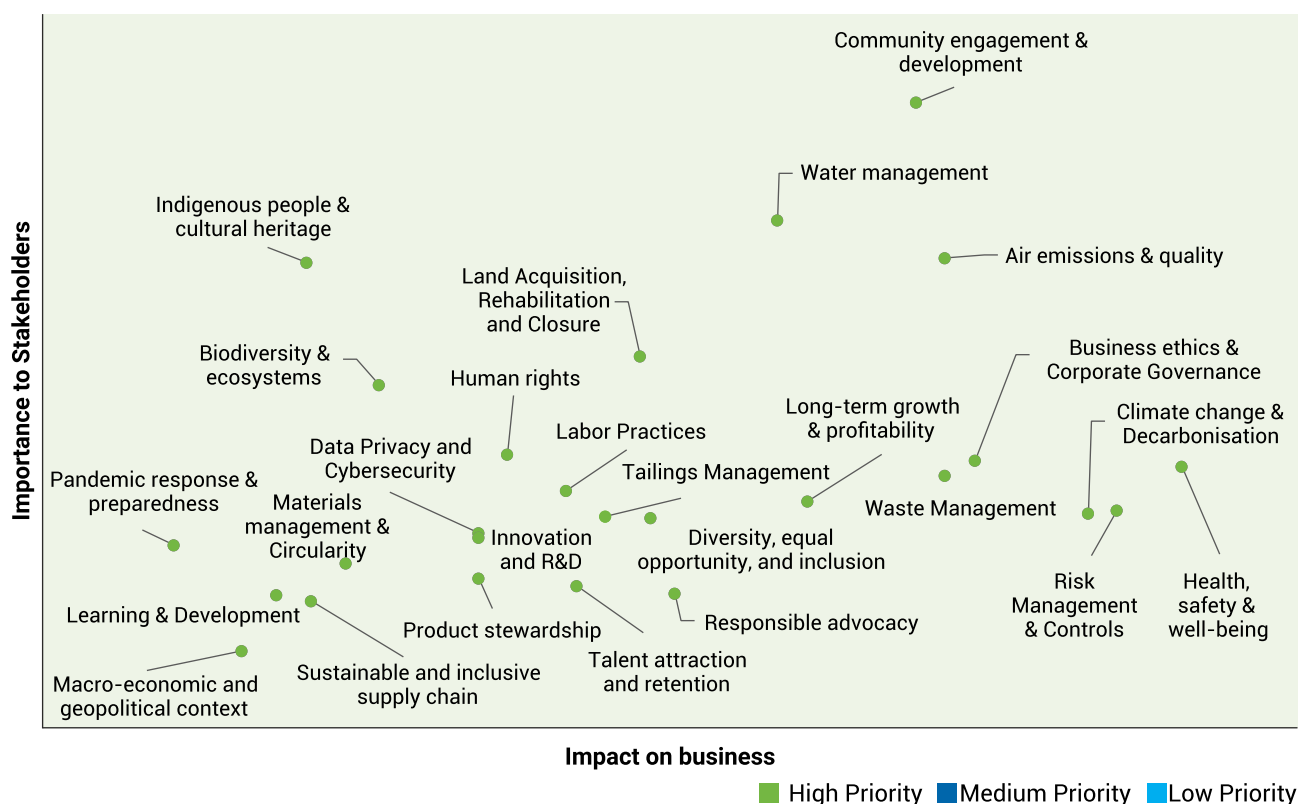 Community engagement &
development
Water management
Indigenous people &
cultural heritage
Air emissions & quality
Land Acquisition,
Rehabilitation
and Closure
Biodiversity &
ecosystems
Human rights
Business ethics &
Corporate Governance
Long-term growth
& profitability
Climate change &
Decarbonisation
Labor Practices
Data Privacy and
Cybersecurity
Tailings Management
Pandemic response &
preparedness
Materials
management &
Circularity
Waste Management
Innovation
and R&D
Diversity, equal
opportunity, and inclusion
Risk
Management
& Controls
Health,
safety &
well-being
Learning & Development
Product stewardship
Responsible advocacy
Sustainable and inclusive
supply chain
Talent attraction
and retention
Macro-economic and
geopolitical context
Importance to Stakeholders
Impact on business
High Priority
Medium Priority
Low Priority